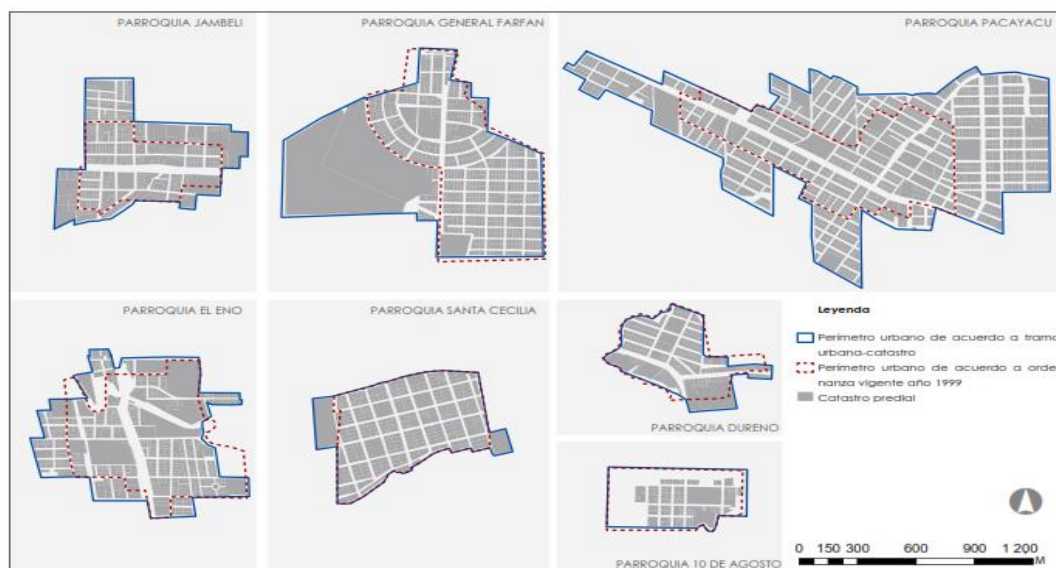 PARROQUIA JAMBELI
PARROQUIA GENERAL FARFAN
PARROQUIA PACAYACU
PARROQUIA EL ENO
PARROQUIA SANTA CECILIA
PARROQUIA DURENO
PARROQUIA 10 DE AGOSTO
Leyenda
Perímetro urbano de acuerdo a trama
urbana-catastro
Perímetro urbano de acuerdo a orde
nanza vigente año 1999
Catastro predial
0 150 300 600 900 1 200
M